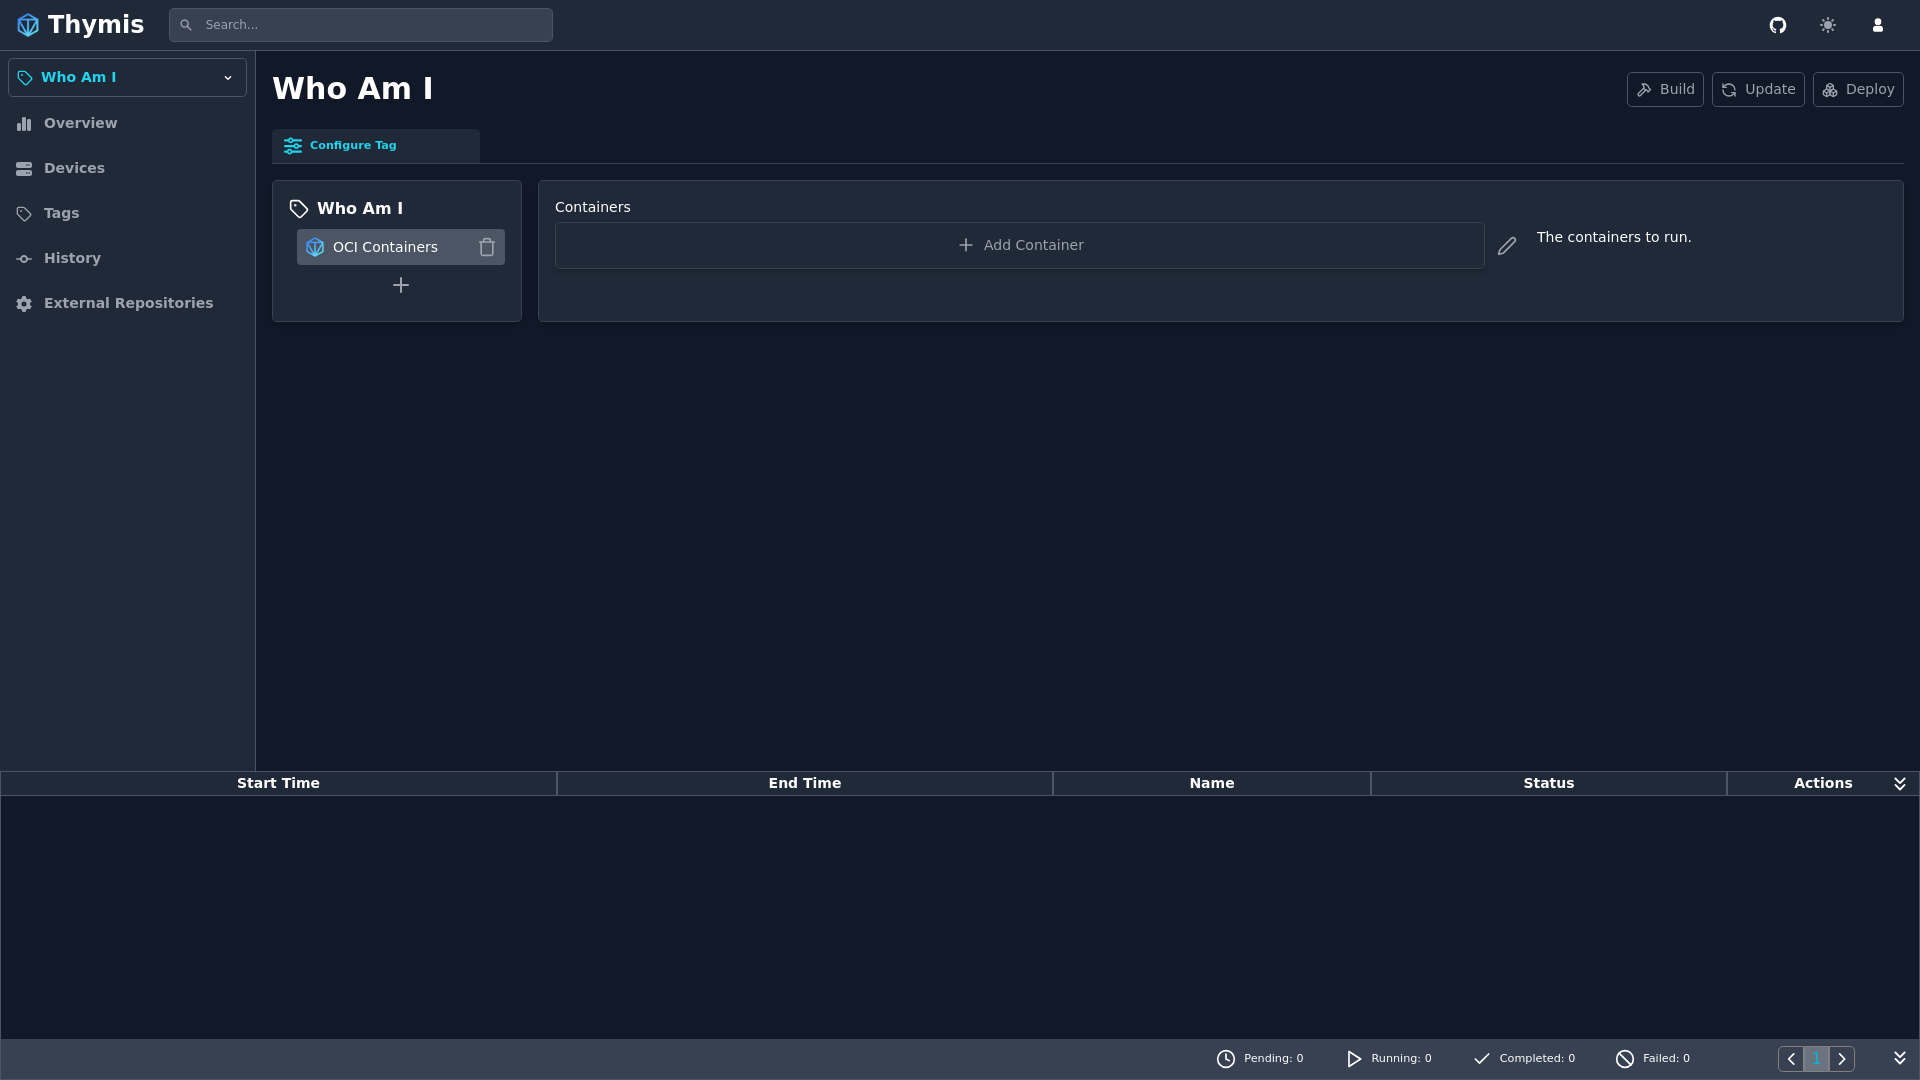 Thymis
Search...
Who Am I
Overview
Devices
Tags
History
External Repositories
Who Am I
Build
Update
Deploy
Configure Tag
Who Am I
OCI Containers
Containers
Add Container
The containers to run.
Start Time
End Time
Name
Status
Actions
Pending: 0
Running: 0
Completed: 0
Failed: 0
1